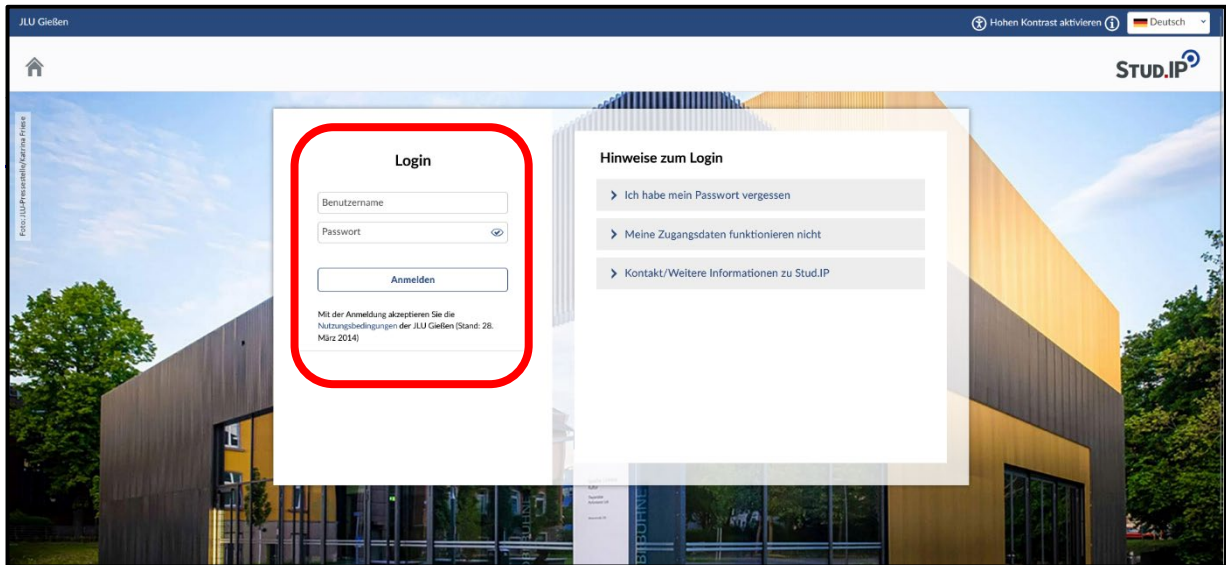 JLU Gießen
Hohen Kontrast aktivieren
Deutsch
STUD.IP
Foto: JLU-Pressestelle/Katrina Friese
Login
Benutzername
Passwort
Anmelden
Mit der Anmeldung akzeptieren Sie die
Nutzungsbedingungen der JLU Gießen (Stand: 28.
März 2014)
Hinweise zum Login
Ich habe mein Passwort vergessen
Meine Zugangsdaten funktionieren nicht
Kontakt/Weitere Informationen zu Stud.IP